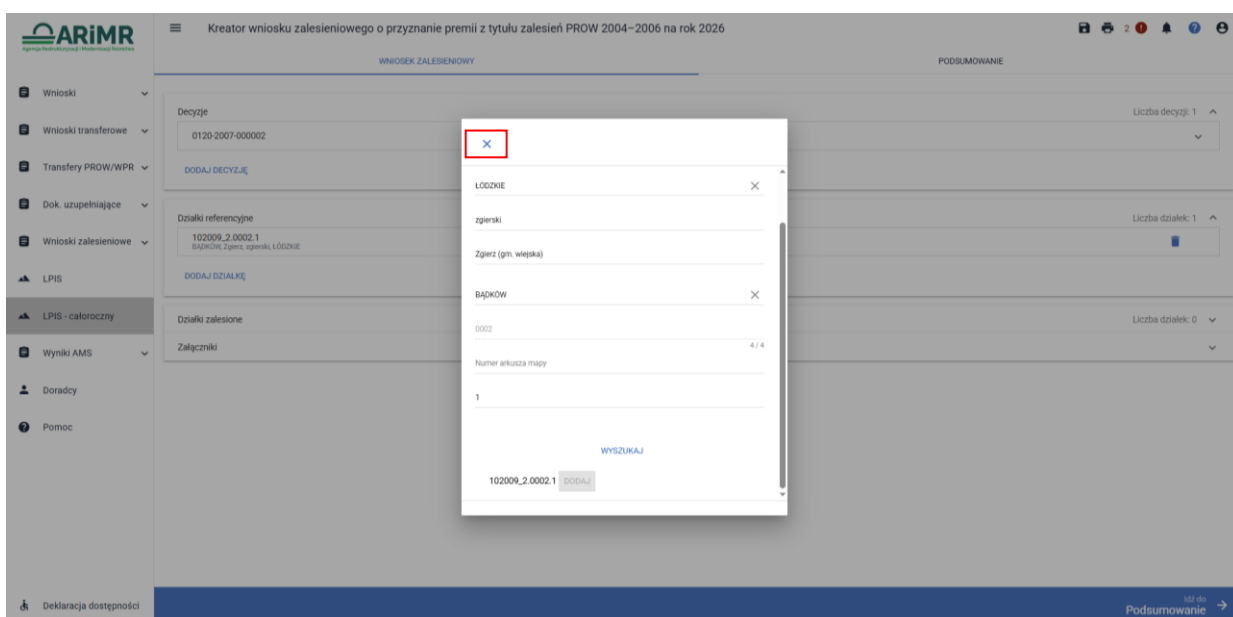 ARiMR
Agencja Restrukturyzacji i Modernizacji Rolnictwa
Kreator wniosku zalesieniowego o przyznanie premii z tytułu zalesień PROW 2004–2006 na rok 2026
2
WNIOSEK ZALESIENIOWY
PODSUMOWANIE
Wnioski
Wnioski transferowe
Transfery PROW/WPR
Dok. uzupełniające
Wnioski zalesieniowe
LPIS
LPIS - całoroczny
Wyniki AMS
Doradcy
Pomoc
Deklaracja dostępności
Decyzje
Liczba decyzji: 1
0120-2007-000002
DODAJ DECYZJĘ
Działki referencyjne
Liczba działek: 1
102009_2.0002.1
BĄDKÓW, Zgierz, zgierski, ŁÓDZKIE
DODAJ DZIAŁKĘ
Działki zalesione
Liczba działek: 0
Załączniki
ŁÓDZKIE
zgierski
Zgierz (gm. wiejska)
BĄDKÓW
0002
4 / 4
Numer arkusza mapy
1
WYSZUKAJ
102009_2.0002.1 DODAJ
Idź do
Podsumowanie